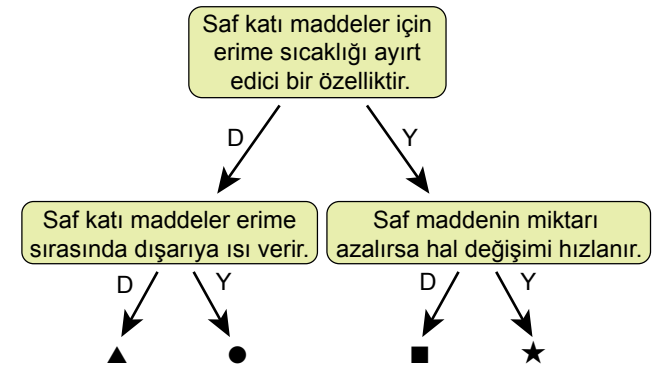 Saf katı maddeler için
erime sıcaklığı ayırt
edici bir özelliktir.
D
Y
Saf katı maddeler erime
sırasında dışarıya ısı verir.
Saf maddenin miktarı
azalırsa hal değişimi hızlanır.
D
Y
D
Y